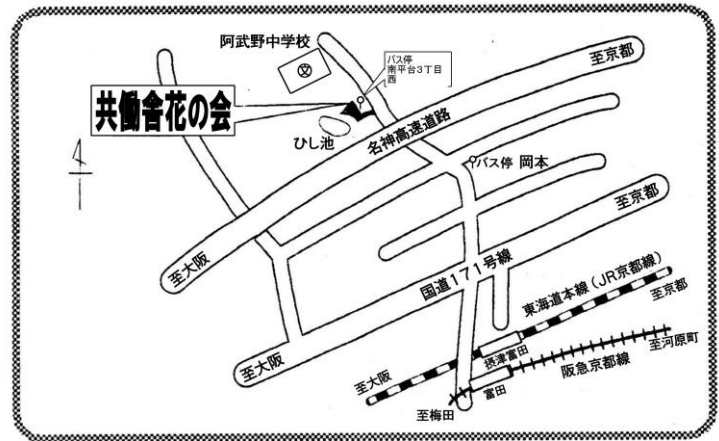 阿武野中学校
バス停
南平台3丁目
西
至京都
共働舎花の会
ひし池
名神高速道路
バス停 岡本
至京都
至大阪
国道171号線
東海道本線(JR京都線)
至京都
至大阪
摂津富田
至河原町
至大阪
阪急京都線
富田
至梅田